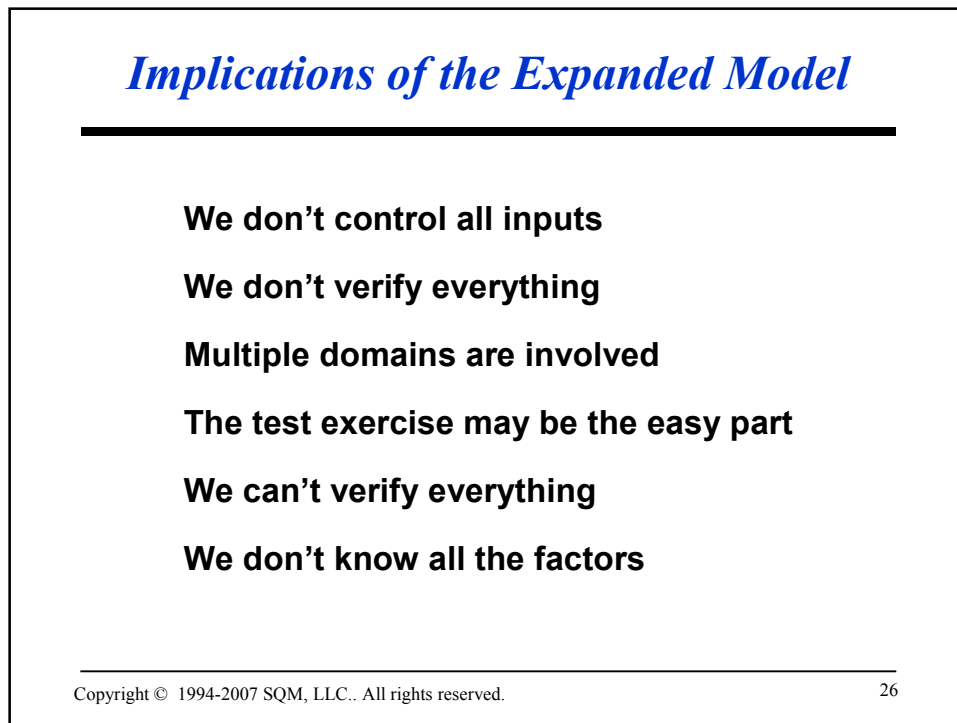 Implications of the Expanded Model
We don’t control all inputs
We don’t verify everything
Multiple domains are involved
The test exercise may be the easy part
We can’t verify everything
We don’t know all the factors
Copyright © 1994-2007 SQM, LLC.. All rights reserved.
26